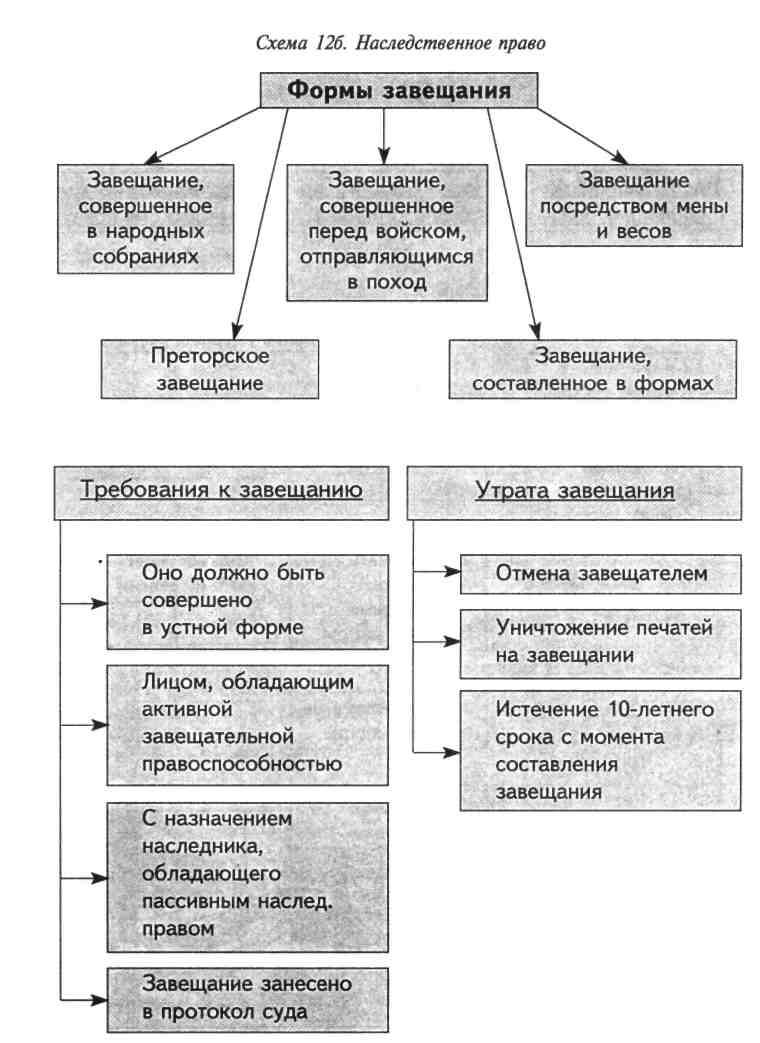 Схема 126. Наследственное право
Формы завещания
Завещание,
совершенное
в народных
собраниях
Завещание,
совершенное
перед войском,
отправляющимся
в поход
Завещание
посредством мены
и весов
Преторское
завещание
Завещание,
составленное в формах
Требования к завещанию
Оно должно быть
совершено
в устной форме
Лицом, обладающим
активной
завещательной
правоспособностью
С назначением
наследника,
обладающего
пассивным наслед.
правом
Завещание занесено
в протокол суда
Утрата завещания
Отмена завещателем
Уничтожение печатей
на завещании
Истечение 10-летнего
срока с момента
составления
завещания